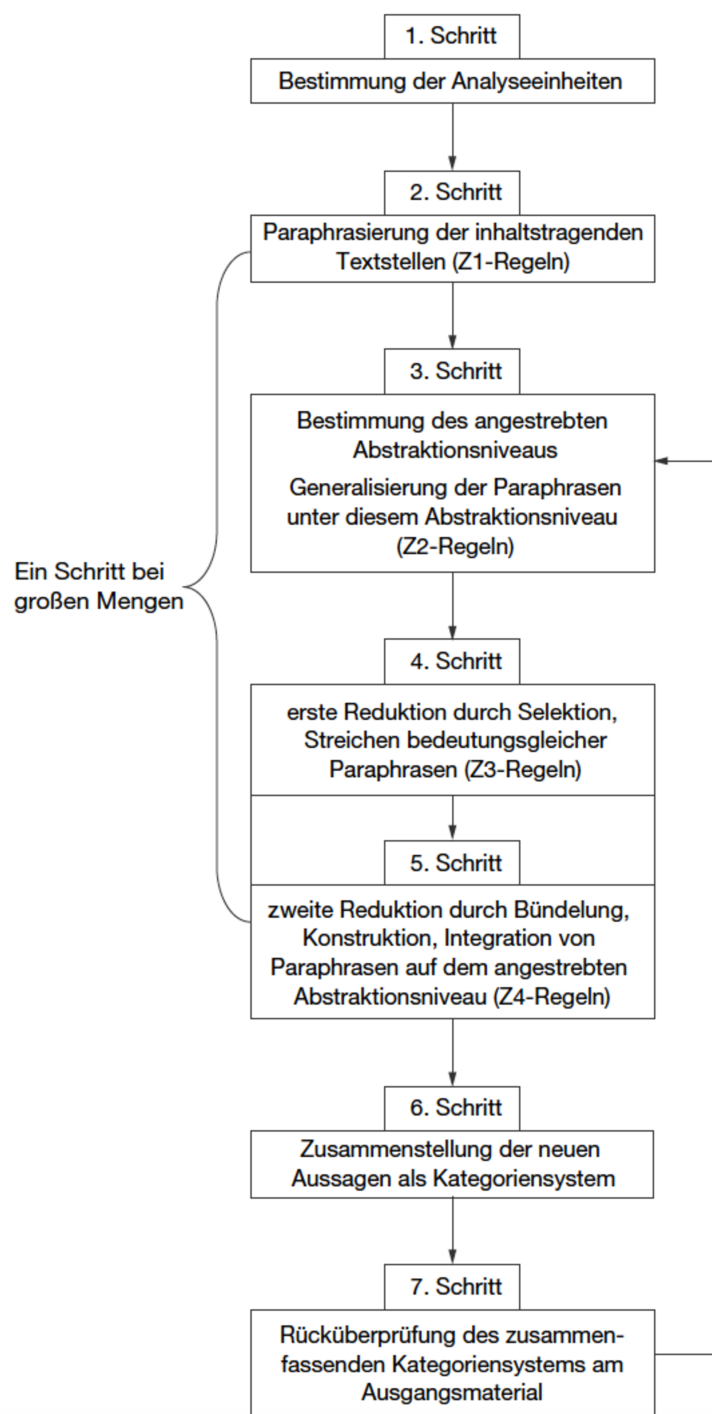 1. Schritt
Bestimmung der Analyseeinheiten
2. Schritt
Paraphrasierung der inhaltstragenden
Textstellen (Z1-Regeln)
3. Schritt
Bestimmung des angestrebten
Abstraktionsniveaus
Generalisierung der Paraphrasen
unter diesem Abstraktionsniveau
(Z2-Regeln)
Ein Schritt bei
großen Mengen
4. Schritt
erste Reduktion durch Selektion,
Streichen bedeutungsgleicher
Paraphrasen (Z3-Regeln)
5. Schritt
zweite Reduktion durch Bündelung,
Konstruktion, Integration von
Paraphrasen auf dem angestrebten
Abstraktionsniveau (Z4-Regeln)
6. Schritt
Zusammenstellung der neuen
Aussagen als Kategoriensystem
7. Schritt
Rücküberprüfung des zusammen-
fassenden Kategoriensystems am
Ausgangsmaterial